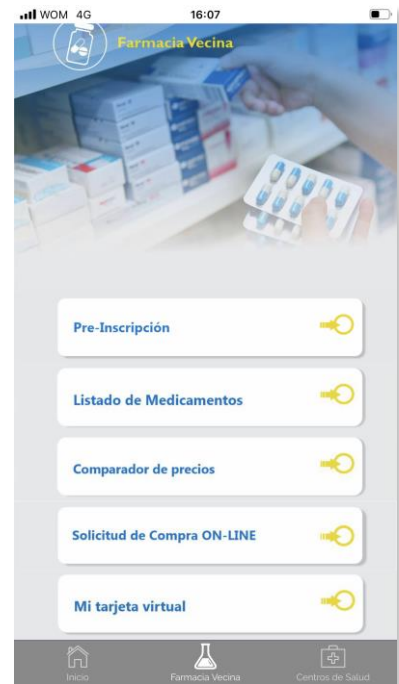 WOM 4G 16:07
Farmacia Vecina
Pre-Inscripción
Listado de Medicamentos
Comparador de precios
Solicitud de Compra ON-LINE
Mi tarjeta virtual
Inicio Farmacia Vecina Centros de Salud